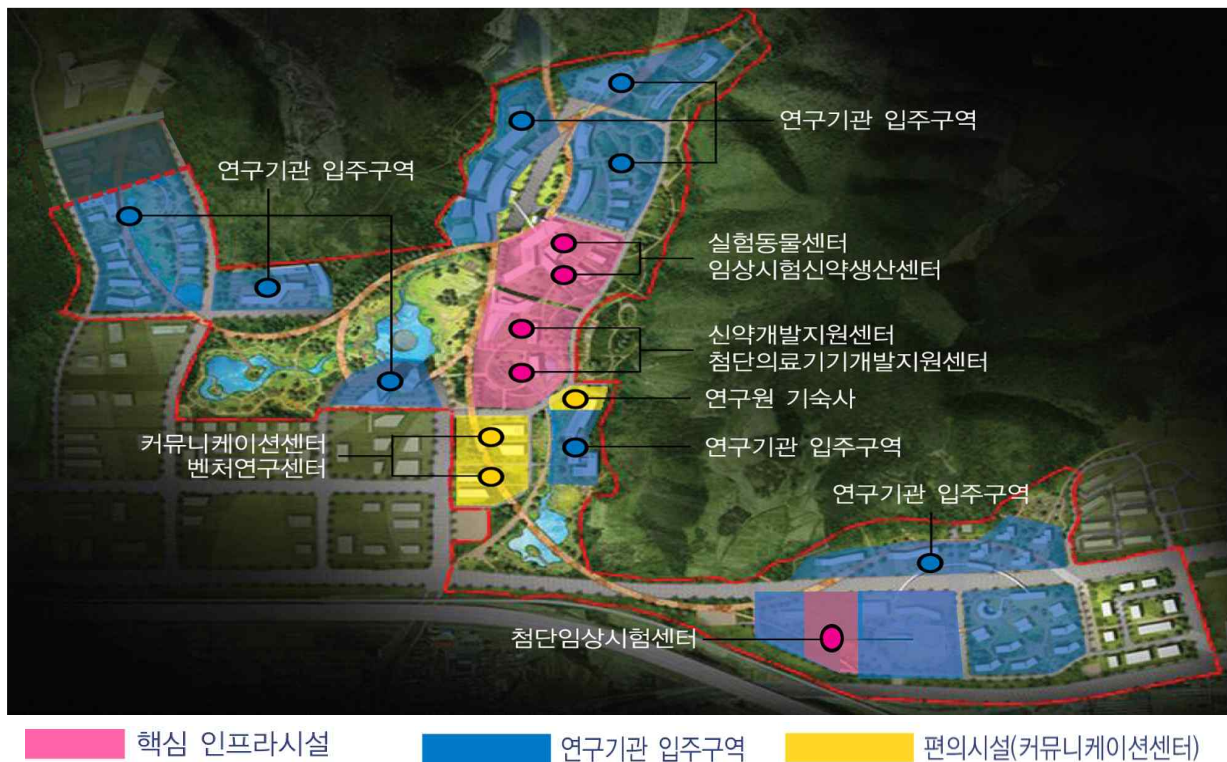 연구기관 입주구역
연구기관 입주구역
실험동물센터
임상시험신약생산센터
신약개발지원센터
첨단의료기기개발지원센터
연구원 기숙사
커뮤니케이션센터
벤처연구센터
연구기관 입주구역
연구기관 입주구역
첨단임상시험센터
핵심 인프라시설
연구기관 입주구역
편의시설(커뮤니케이션센터)